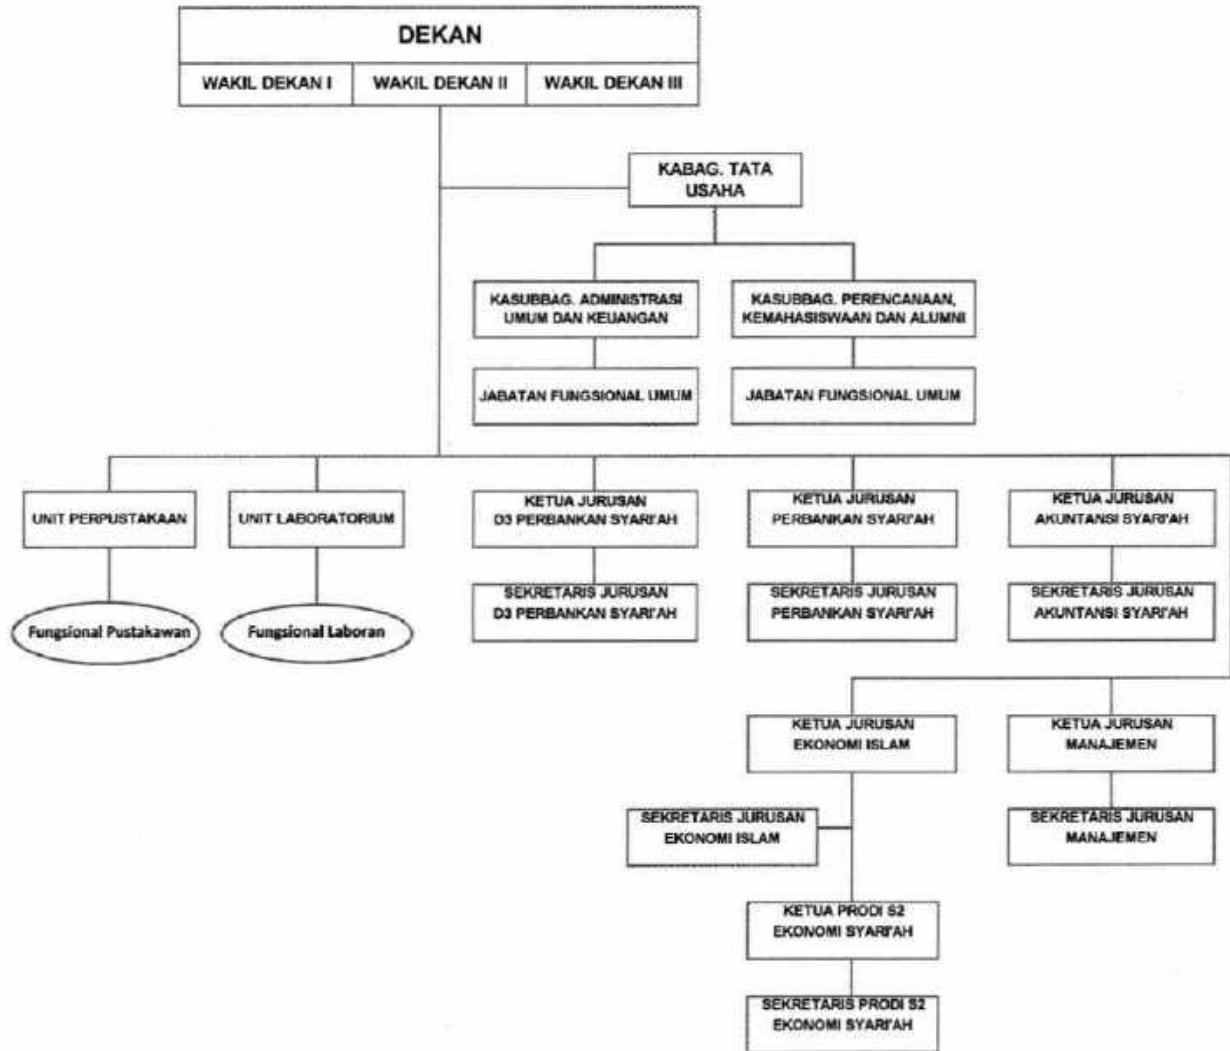 DEKAN
WAKIL DEKAN I
WAKIL DEKAN II
WAKIL DEKAN III
KABAG. TATA
USAHA
KASUBBAG. ADMINISTRASI
UMUM DAN KEUANGAN
KASUBBAG. PERENCANAAN,
KEMAHASISWAAN DAN ALUMNI
JABATAN FUNGSIONAL UMUM
JABATAN FUNGSIONAL UMUM
UNIT PERPUSTAKAAN
UNIT LABORATORIUM
KETUA JURUSAN
D3 PERBANKAN SYARI'AH
KETUA JURUSAN
PERBANKAN SYARI'AH
KETUA JURUSAN
AKUNTANSI SYARI'AH
Fungsional Pustakawan
Fungsional Laboran
SEKRETARIS JURUSAN
D3 PERBANKAN SYARI'AH
SEKRETARIS JURUSAN
PERBANKAN SYARI'AH
SEKRETARIS JURUSAN
AKUNTANSI SYARI'AH
KETUA JURUSAN
EKONOMI ISLAM
KETUA JURUSAN
MANAJEMEN
SEKRETARIS JURUSAN
EKONOMI ISLAM
SEKRETARIS JURUSAN
MANAJEMEN
KETUA PRODI S2
EKONOMI SYARI'AH
SEKRETARIS PRODI S2
EKONOMI SYARI'AH